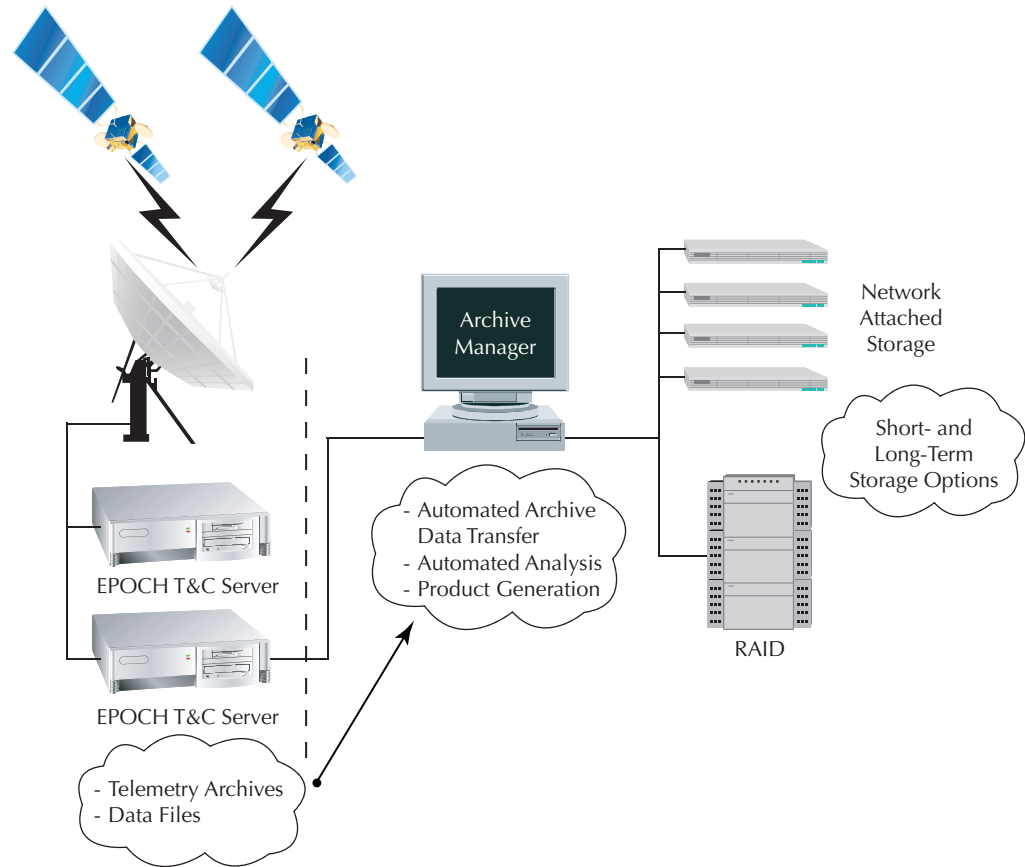 Archive
Manager
Network
Attached
Storage
Short- and
Long-Term
Storage Options
- Automated Archive
Data Transfer
- Automated Analysis
- Product Generation
EPOCH T&C Server
RAID
EPOCH T&C Server
- Telemetry Archives
- Data Files